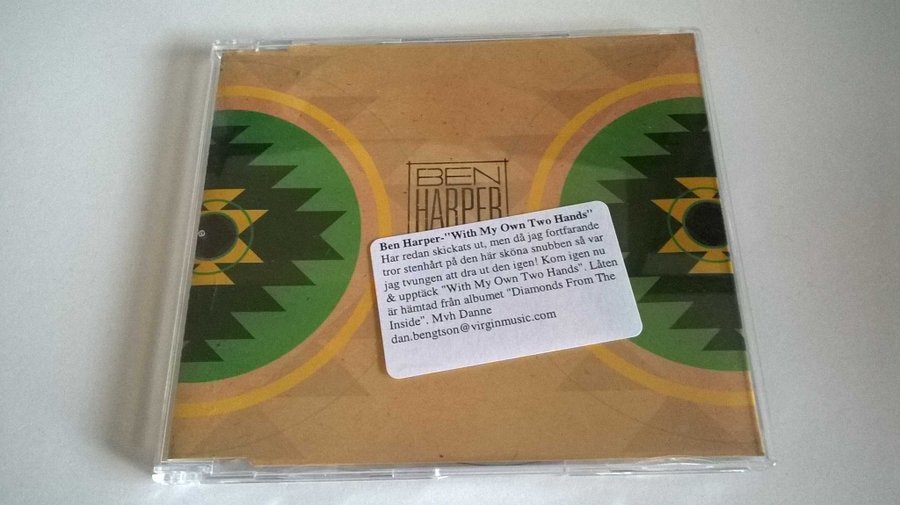 BEN
HARPER
Ben Harper-"With My Own Two Hands"
Har redan skickats ut, men då jag fortfarande
tror stenhårt på den här sköna snubben så var
jag tvungen att dra ut den igen! Kom igen nu
& upptäck "With My Own Two Hands". Låten
är hämtad från albumet "Diamonds From The
Inside". Mvh Danne
dan.bengtson@virginmusic.com